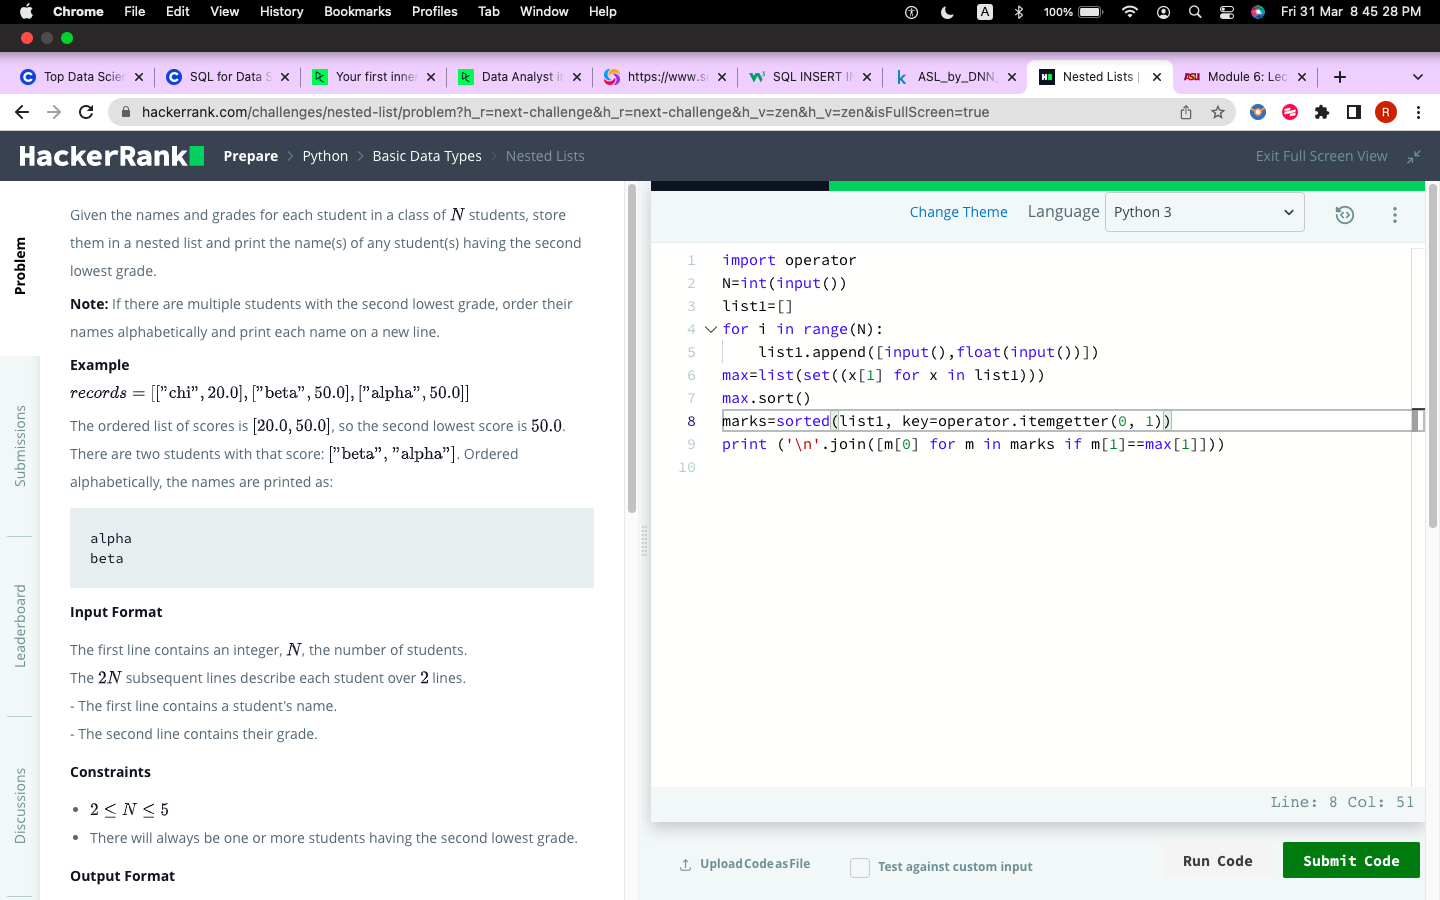 Chrome File Edit View History Bookmarks Profiles Tab Window Help A 100% Fri 31 Mar 8 45 28 PM
Top Data Scien SQL for Data S Your first inne Data Analyst in https://www.sc SQL INSERT IN ASL_by_DNN_ Nested Lists | ASU Module 6: Lec
hackerrank.com/challenges/nested-list/problem?h_r=next-challenge&h_r=next-challenge&h_v=zen&h_v=zen&isFullScreen=true R
HackerRank Prepare > Python > Basic Data Types > Nested Lists Exit Full Screen View
Problem
Submissions
Leaderboard
Discussions
Given the names and grades for each student in a class of N students, store
them in a nested list and print the name(s) of any student(s) having the second
lowest grade.
Note: If there are multiple students with the second lowest grade, order their
names alphabetically and print each name on a new line.
Example
records = [["chi", 20.0], ["beta", 50.0], ["alpha", 50.0]]
The ordered list of scores is [20.0, 50.0], so the second lowest score is 50.0.
There are two students with that score: ["beta", "alpha"]. Ordered
alphabetically, the names are printed as:
alpha
beta
Input Format
The first line contains an integer, N, the number of students.
The 2N subsequent lines describe each student over 2 lines.
- The first line contains a student's name.
- The second line contains their grade.
Constraints
• 2 ≤ N ≤ 5
• There will always be one or more students having the second lowest grade.
Output Format
Change Theme Language Python 3
1 import operator
2 N=int(input())
3 list1=[]
4 for i in range(N):
5 list1.append([input(),float(input())])
6 max=list(set((x[1] for x in list1)))
7 max.sort()
8 marks=sorted(list1, key=operator.itemgetter(0, 1))
9 print ('\n'.join([m[0] for m in marks if m[1]==max[1]]))
10
Line: 8 Col: 51
Upload Code as File Test against custom input Run Code Submit Code